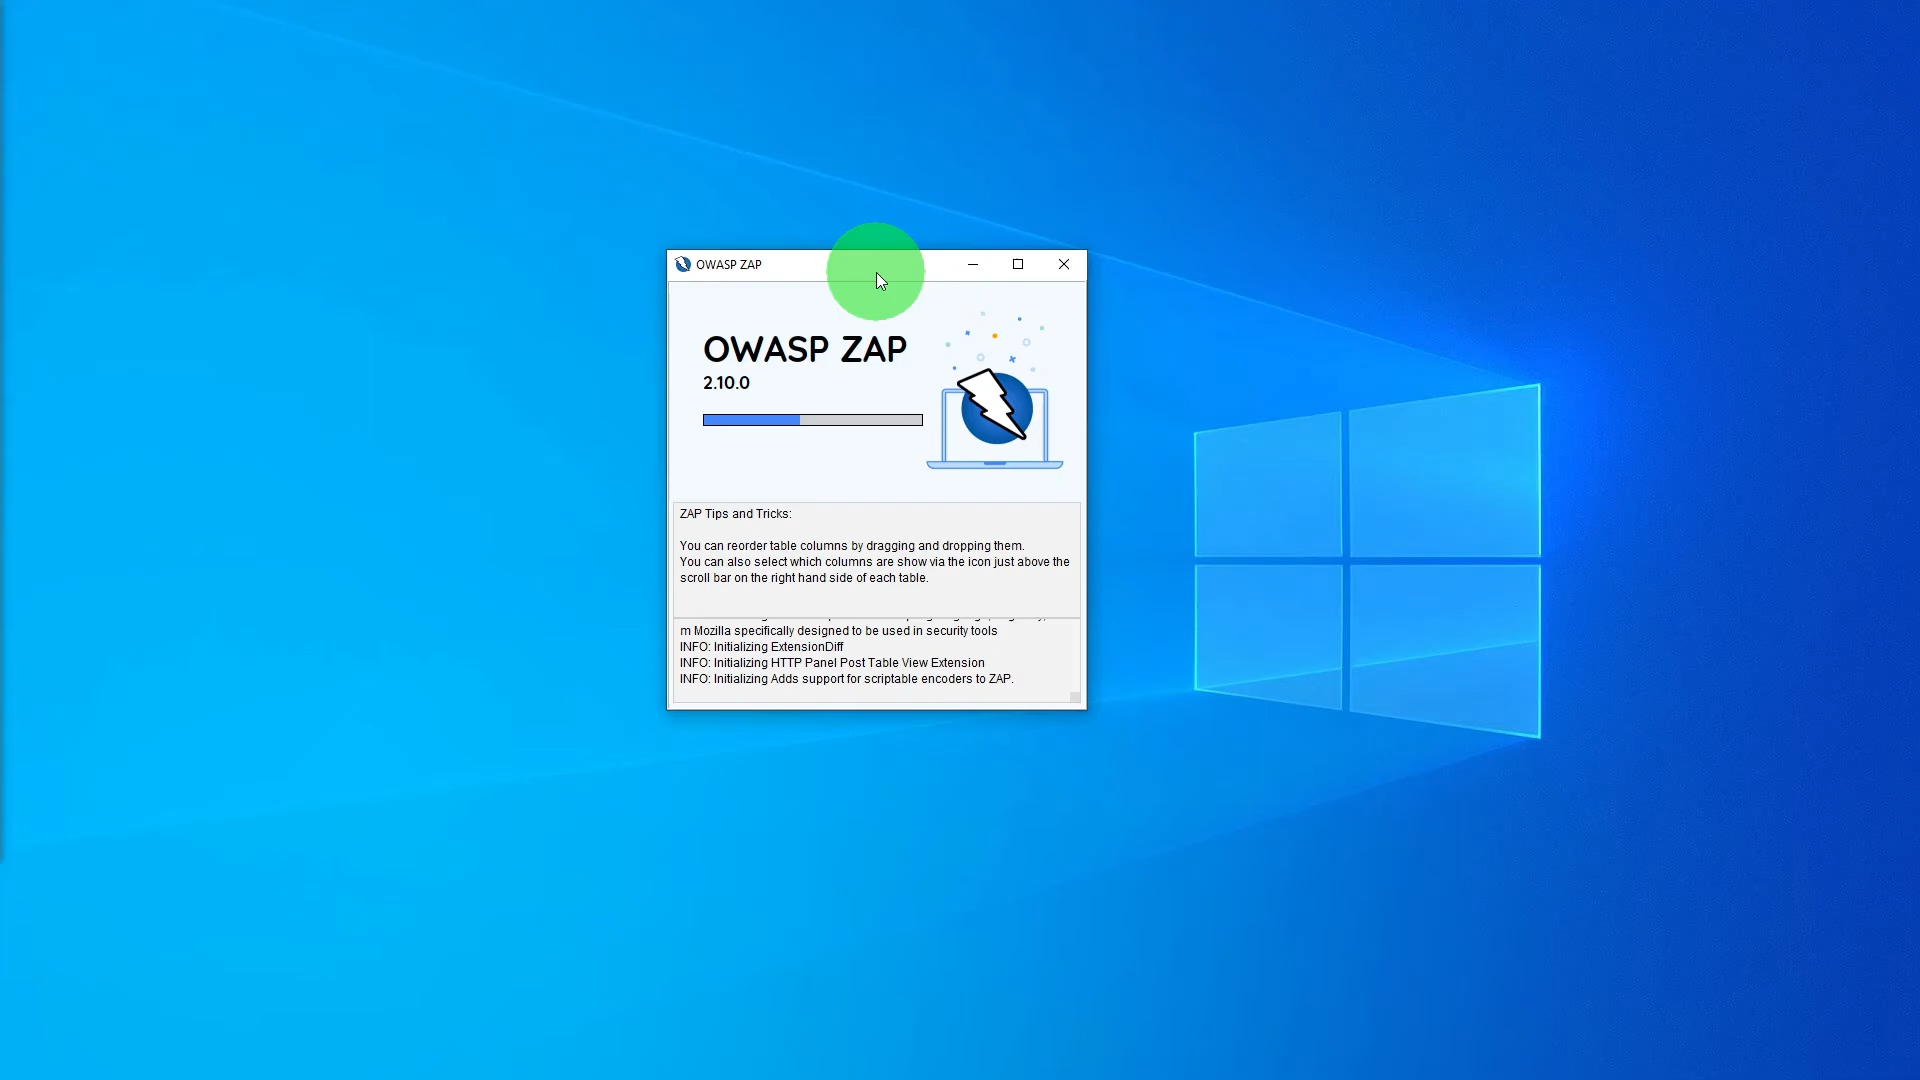 OWASP ZAP
OWASP ZAP
2.10.0
ZAP Tips and Tricks:
You can reorder table columns by dragging and dropping them.
You can also select which columns are show via the icon just above the
scroll bar on the right hand side of each table.
m Mozilla specifically designed to be used in security tools
INFO: Initializing ExtensionDiff
INFO: Initializing HTTP Panel Post Table View Extension
INFO: Initializing Adds support for scriptable encoders to ZAP.